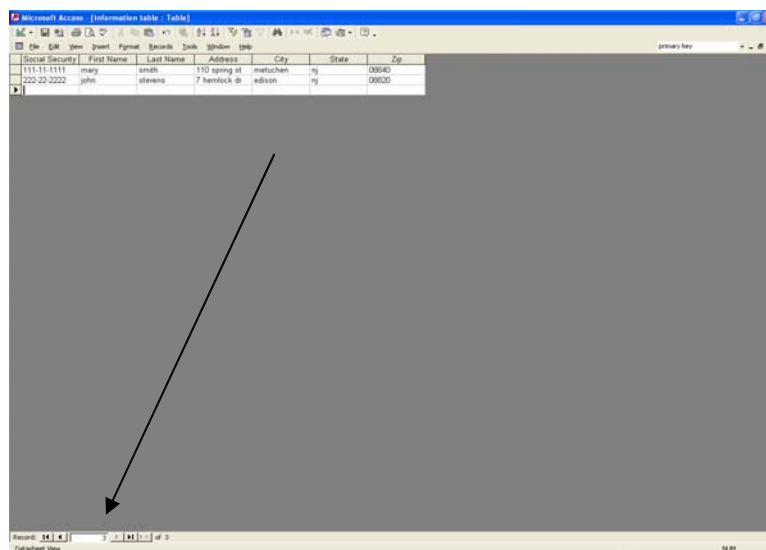 Microsoft Access - [Information table : Table]
File Edit View Insert Format Records Tools Window Help primary key
Social Security First Name Last Name Address City State Zip
111-11-1111 mary smith 110 spring st metuchen nj 08840
222-22-2222 john stevens 7 hemlock dr edison nj 08820
Record: 3 of 3
Datasheet View NUM